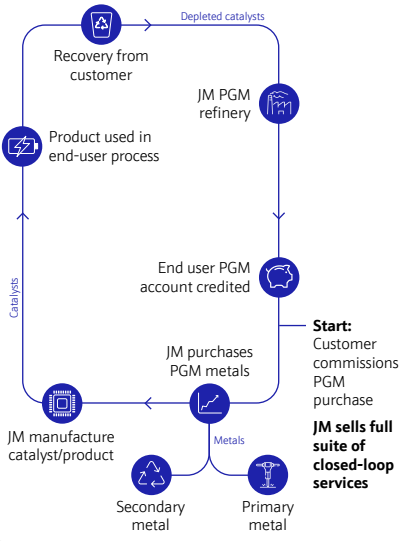 Depleted catalysts
Recovery from
customer
JM PGM
refinery
Product used in
end-user process
End user PGM
account credited
Catalysts
Start:
Customer
commissions
PGM
purchase
JM purchases
PGM metals
JM sells full
suite of
closed-loop
services
JM manufacture
catalyst/product
Metals
Secondary
metal
Primary
metal